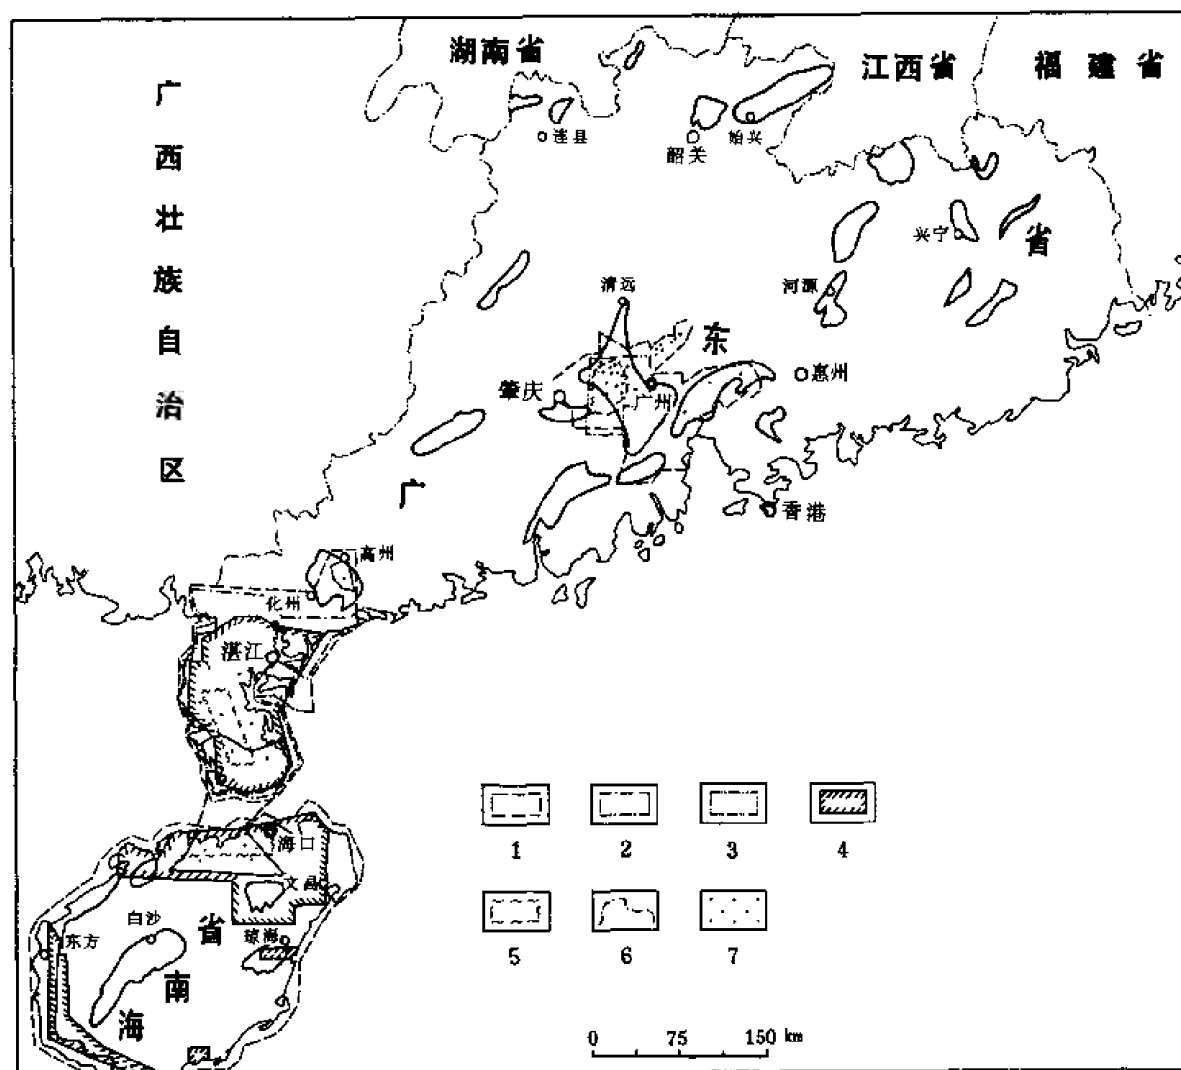 湖南省
江西省
福建省
广西壮族自治区
连县
韶关
始兴
兴宁
省
清远
河源
东
肇庆
广州
惠州
广
香港
高州
化州
湛江
海口
文昌
白沙
省
琼海
东方
南
海
1
2
3
4
5
6
7
0 75 150 km